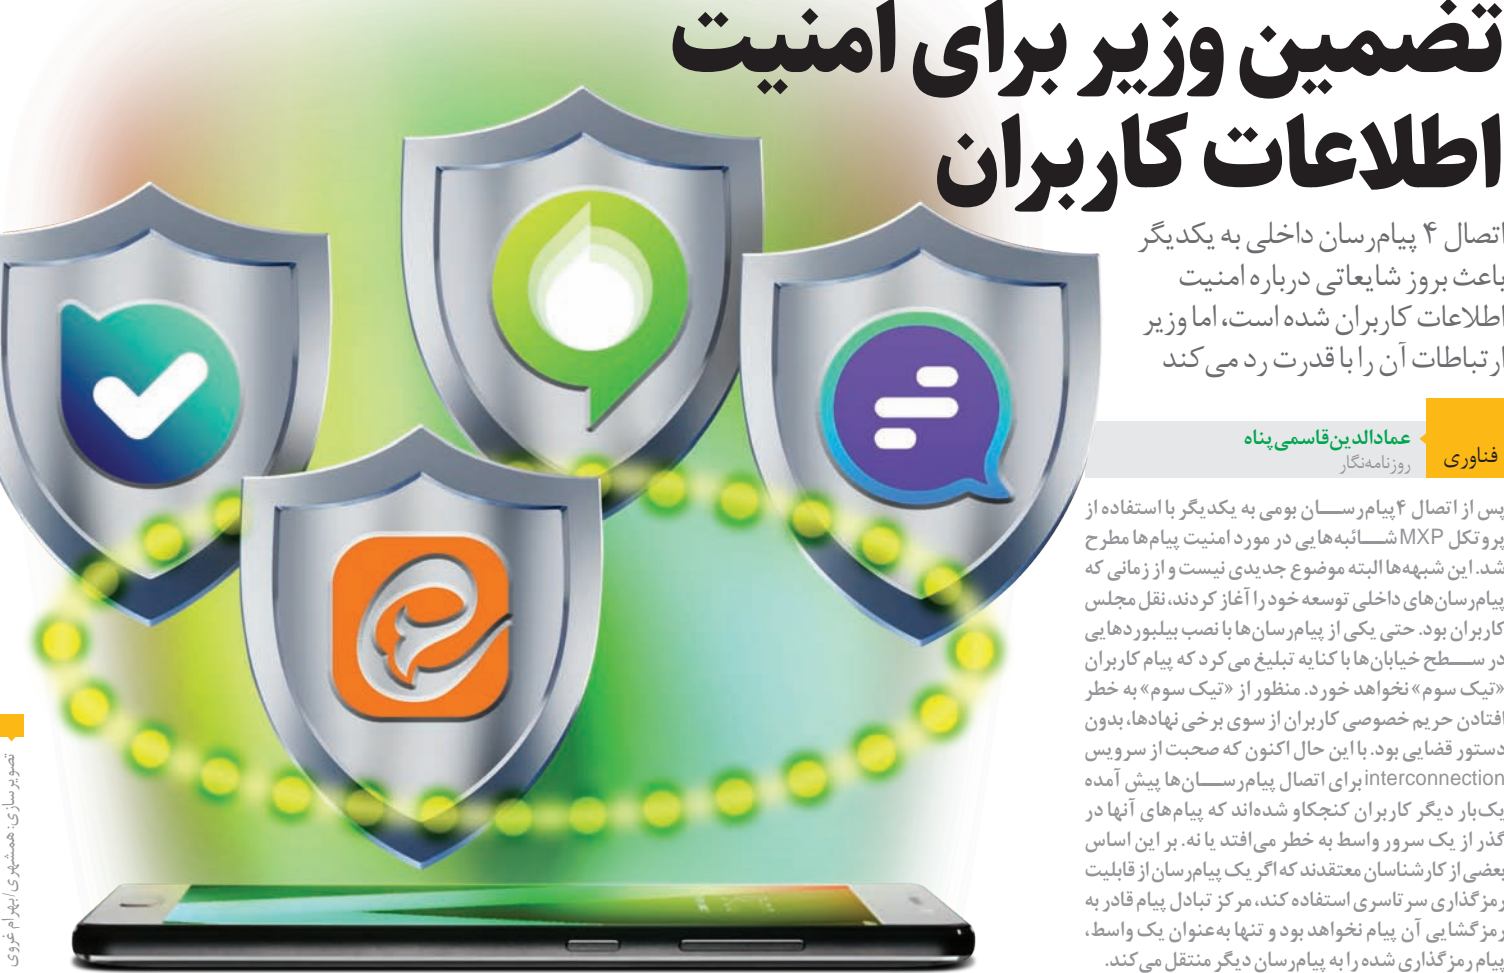 تضمین وزیر برای امنیت
اطلاعات کاربران
اتصال ۴ پیام‌رسان داخلی به یکدیگر
باعث بروز شایعاتی درباره امنیت
اطلاعات کاربران شده است، اما وزیر
ارتباطات آن را با قدرت رد می‌کند
فناوری
عمادالدین قاسمی‌پناه
روزنامه‌نگار
پس از اتصال ۴پیام‌رســـان بومی به یکدیگر با استفاده از
پروتکل MXP شـــائبه‌هایی در مورد امنیت پیام‌ها مطرح
شد. این شبهه‌ها البته موضوع جدیدی نیست و از زمانی که
پیام‌رسان‌های داخلی توسعه خود را آغاز کردند، نقل مجلس
کاربران بود. حتی یکی از پیام‌رسان‌ها با نصب بیلبوردهایی
در ســـطح خیابان‌ها با کنایه تبلیغ می‌کرد که پیام کاربران
«تیک سوم» نخواهد خورد. منظور از «تیک سوم» به خطر
افتادن حریم خصوصی کاربران از سوی برخی نهادها، بدون
دستور قضایی بود. با این حال اکنون که صحبت از سرویس
interconnection برای اتصال پیام‌رســـان‌ها پیش آمده
یک‌بار دیگر کاربران کنجکاو شده‌اند که پیام‌های آنها در
گذر از یک سرور واسط به خطر می‌افتد یا نه. بر این اساس
بعضی از کارشناسان معتقدند که اگر یک پیام‌رسان از قابلیت
رمزگذاری سرتاسری استفاده کند، مرکز تبادل پیام قادر به
رمزگشایی آن پیام نخواهد بود و تنها به‌عنوان یک واسط،
پیام رمزگذاری شده را به پیام‌رسان دیگر منتقل می‌کند.
تصویرسازی: همشهری/بهرام غروی